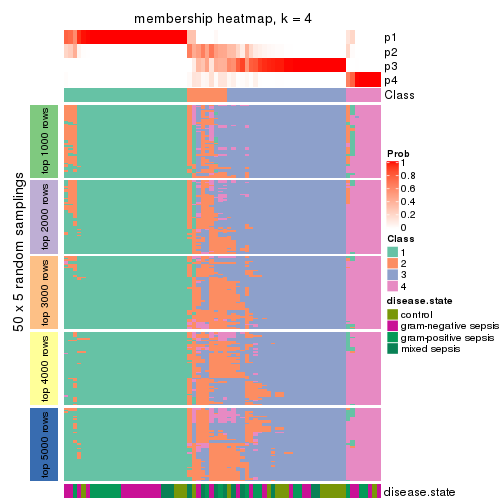 membership heatmap, k = 4
p1
p2
p3
p4
Class
50 x 5 random samplings
top 1000 rows
top 2000 rows
top 3000 rows
top 4000 rows
top 5000 rows
Prob
1
0.8
0.6
0.4
0.2
0
Class
1
2
3
4
disease.state
control
gram-negative sepsis
gram-positive sepsis
mixed sepsis
disease.state